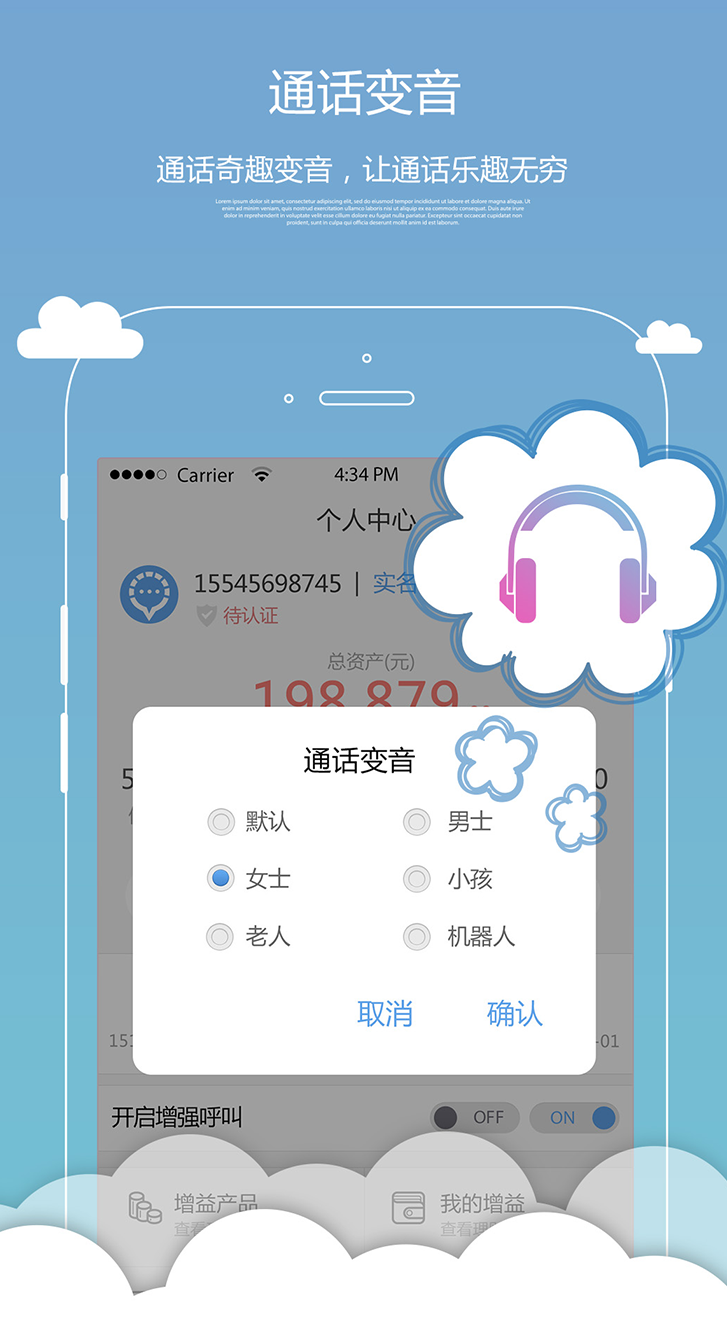 通话变音
通话奇趣变音，让通话乐趣无穷
Lorem ipsum dolor sit amet, consectetur adipiscing elit, sed do eiusmod tempor incididunt ut labore et dolore magna aliqua. Ut
enim ad minim veniam, quis nostrud exercitation ullamco laboris nisi ut aliquip ex ea commodo consequat. Duis aute irure
dolor in reprehenderit in voluptate velit esse cillum dolore eu fugiat nulla pariatur. Excepteur sint occaecat cupidatat non
proident, sunt in culpa qui officia deserunt mollit anim id est laborum.
Carrier 4:34 PM
个人中心
15545698745 | 实名
待认证
总资产(元)
198,879
通话变音
默认 男士
女士 小孩
老人 机器人
取消 确认
151 -01
开启增强呼叫 OFF ON
增益产品 我的增益
查看 查看理